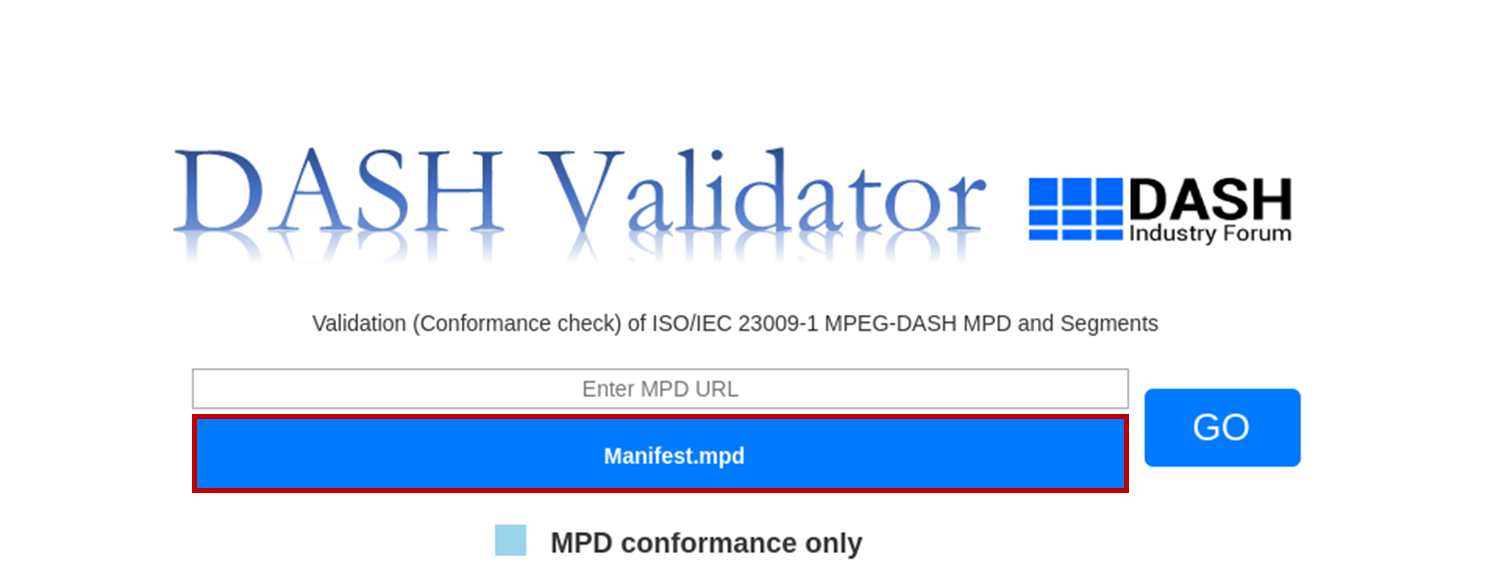 DASH Validator
DASH
Industry Forum
Validation (Conformance check) of ISO/IEC 23009-1 MPEG-DASH MPD and Segments
Enter MPD URL
GO
Manifest.mpd
MPD conformance only